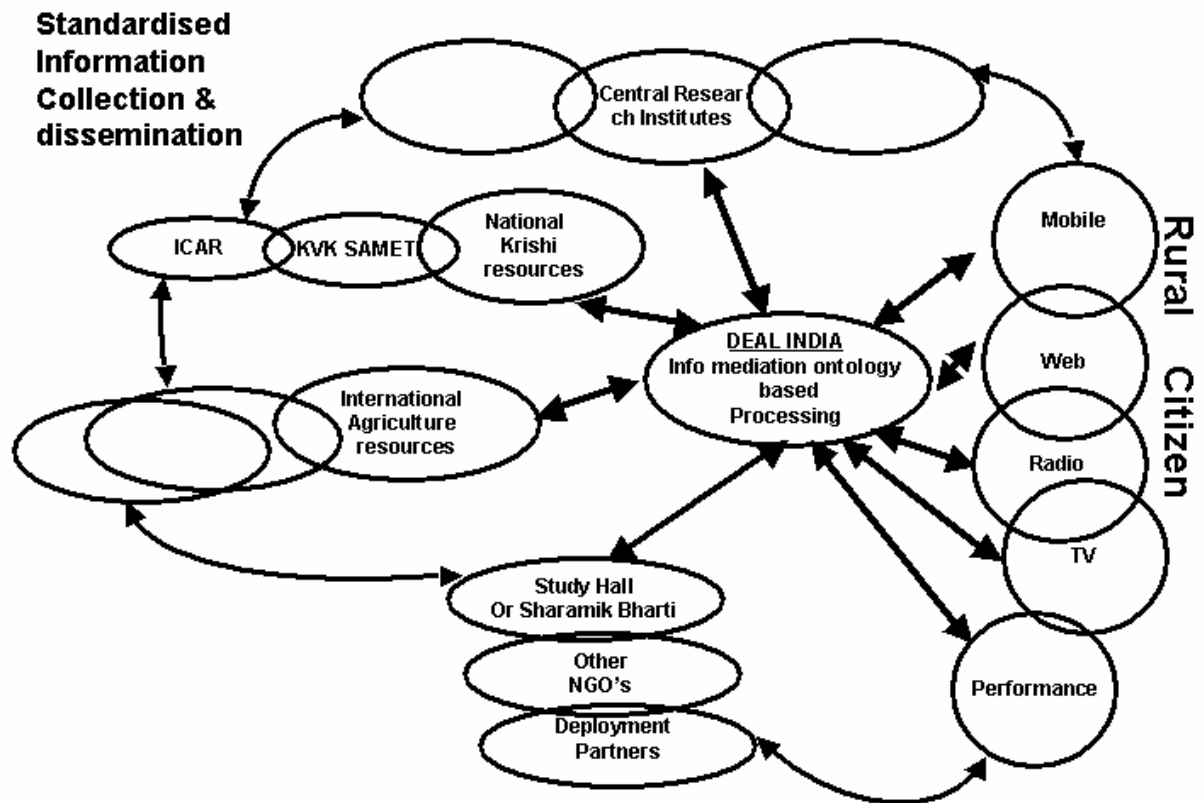 Standardised
Information
Collection &
dissemination
Central Resear
ch Institutes
Mobile
Rural Citizen
ICAR
KVK SAMET
National
Krishi
resources
DEAL INDIA
Info mediation ontology
based
Processing
Web
International
Agriculture
resources
Radio
TV
Study Hall
Or Sharamik Bharti
Other
NGO's
Performance
Deployment
Partners